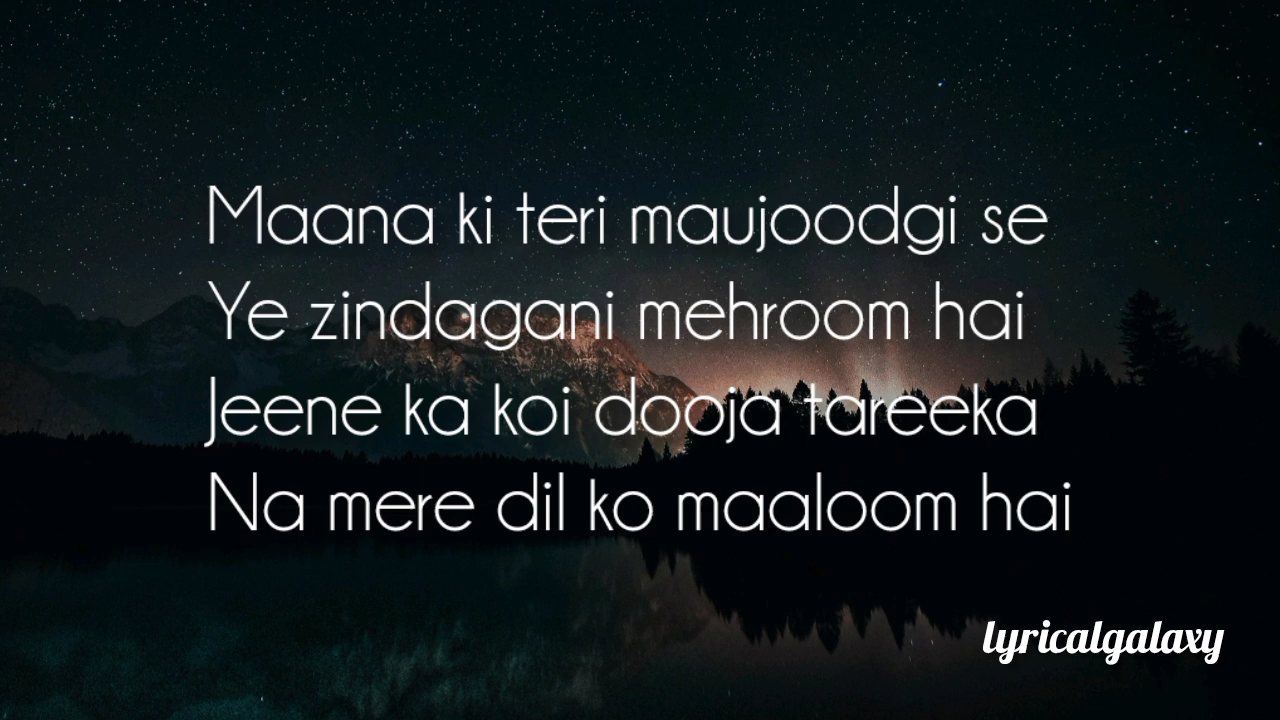 Maana ki teri maujoodgi se
Ye zindagani mehroom hai
Jeene ka koi dooja tareeka
Na mere dil ko maaloom hai
lyricalgalaxy